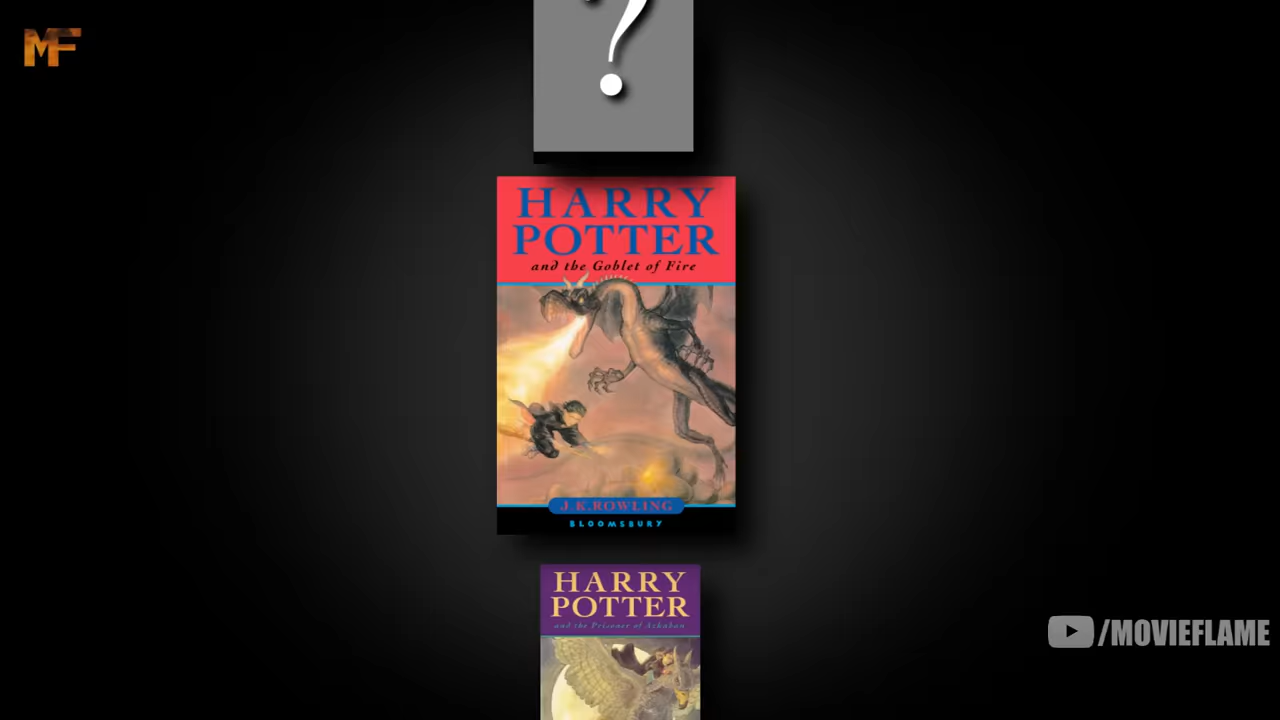 MF
?
HARRY
POTTER
and the Goblet of Fire
J.K.ROWLING
BLOOMSBURY
HARRY
POTTER
and the Prisoner of Azkaban
/MOVIEFLAME